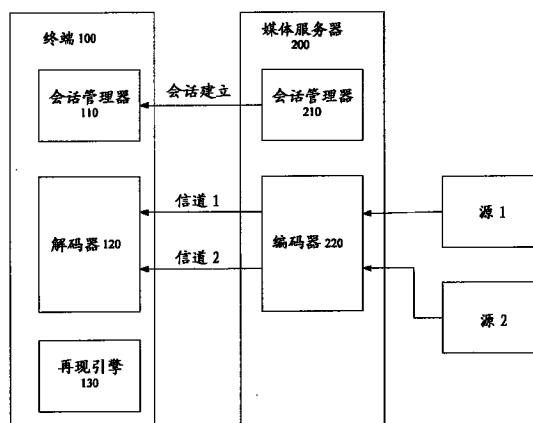 终端 100
媒体服务器
200
会话管理器
110
会话建立
会话管理器
210
解码器 120
信道 1
信道 2
编码器 220
源 1
源 2
再现引擎
130